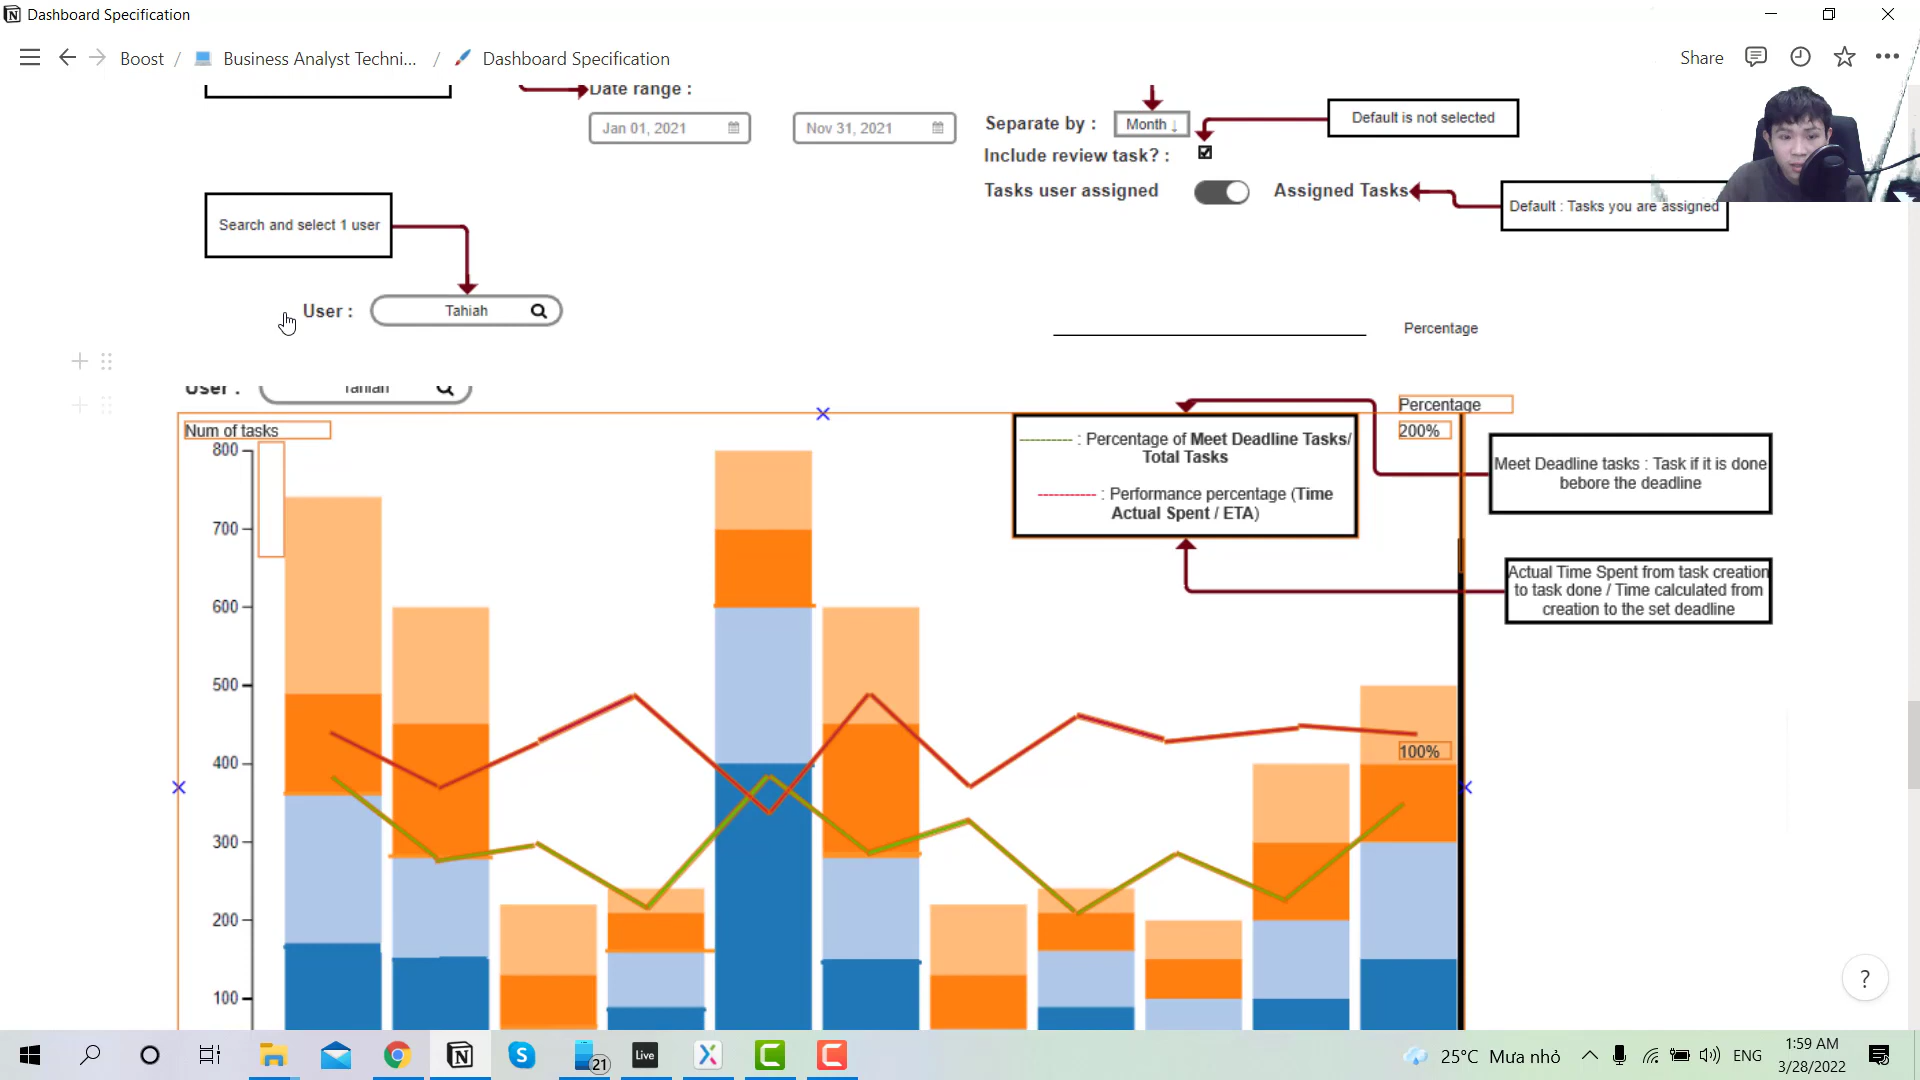 Dashboard Specification
Boost / Business Analyst Techni... / Dashboard Specification
Share
Date range :
Jan 01, 2021
Nov 31, 2021
Separate by :
Month ↓
Default is not selected
Include review task? :
Tasks user assigned
Assigned Tasks
Default : Tasks you are assigned
Search and select 1 user
User :
Tahiah
Percentage
User :
Tahiah
Percentage
Num of tasks
200%
: Percentage of Meet Deadline Tasks/
Total Tasks
: Performance percentage (Time
Actual Spent / ETA)
Meet Deadline tasks : Task if it is done
bebore the deadline
Actual Time Spent from task creation
to task done / Time calculated from
creation to the set deadline
800
700
600
500
400
300
200
100
100%
?
21
Live
25°C Mưa nhỏ
ENG
1:59 AM
3/28/2022